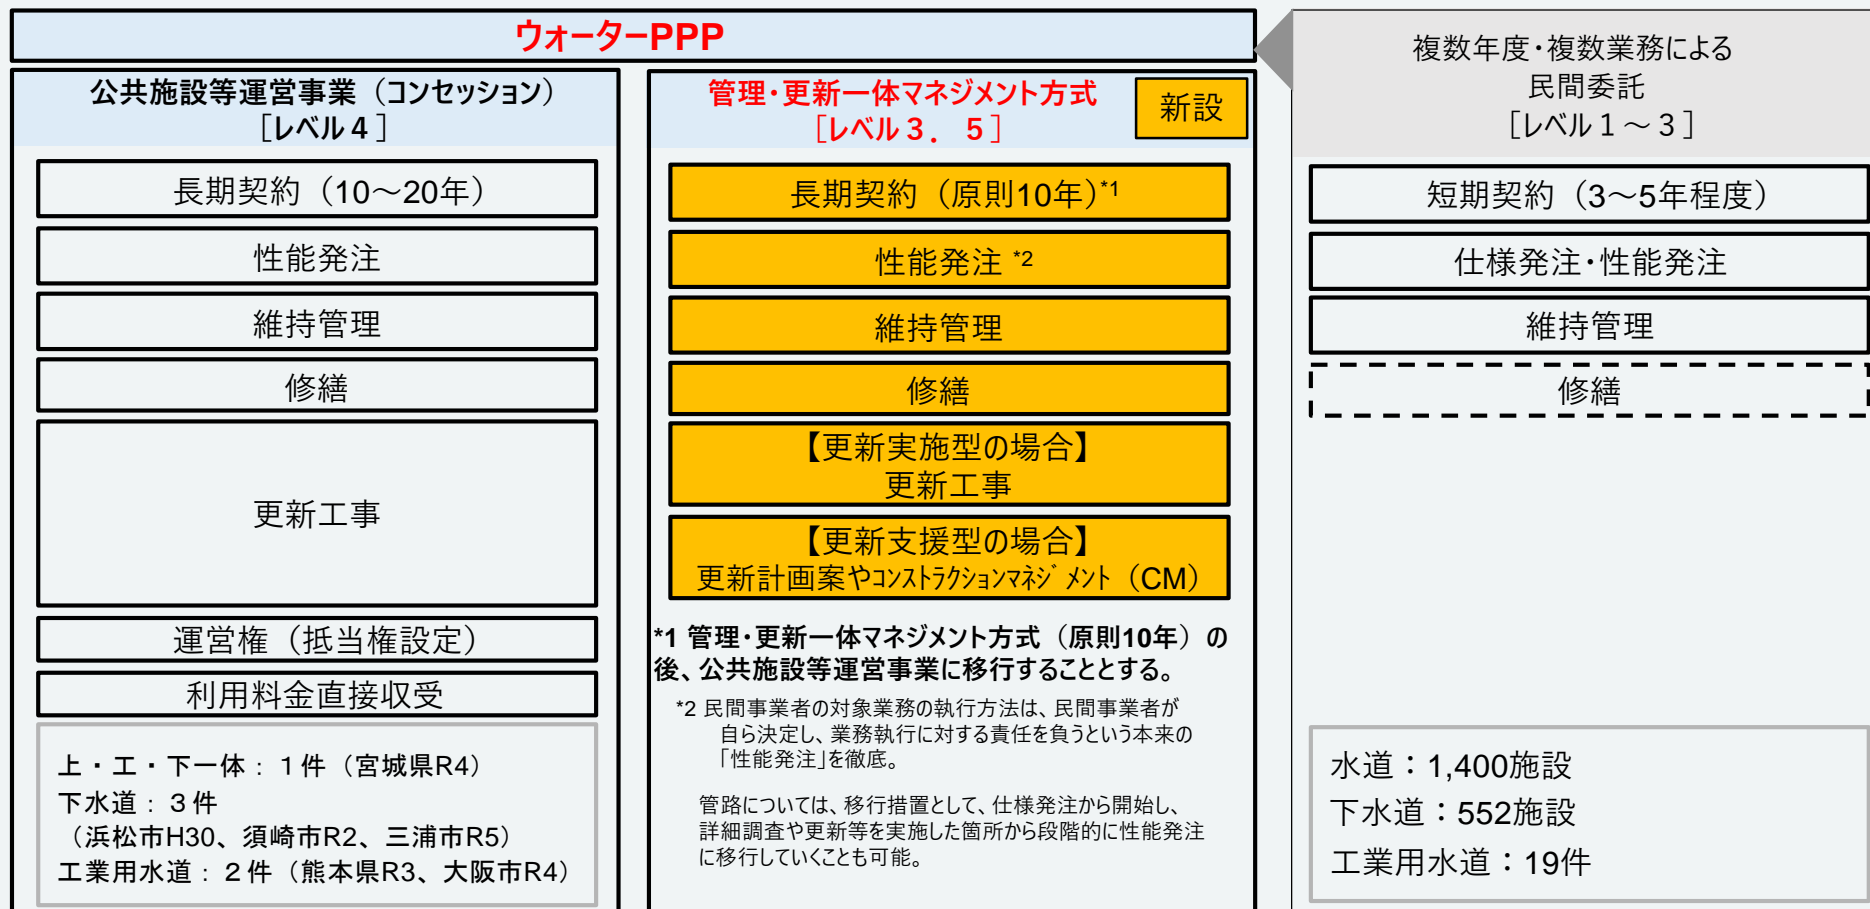 ウォーターPPP
公共施設等運営事業（コンセッション）
［レベル４］
長期契約（10～20年）
性能発注
維持管理
修繕
更新工事
運営権（抵当権設定）
利用料金直接収受
上・工・下一体：１件（宮城県R4）
下水道：３件
（浜松市H30、須崎市R2、三浦市R5）
工業用水道：２件（熊本県R3、大阪市R4）
管理・更新一体マネジメント方式
［レベル３．５］
新設
長期契約（原則10年）*1
性能発注 *2
維持管理
修繕
【更新実施型の場合】
更新工事
【更新支援型の場合】
更新計画案やｺﾝｽﾄﾗｸｼｮﾝﾏﾈｼﾞﾒﾝﾄ（CM）
*1 管理・更新一体マネジメント方式（原則10年）の
後、公共施設等運営事業に移行することとする。
*2 民間事業者の対象業務の執行方法は、民間事業者が
自ら決定し、業務執行に対する責任を負うという本来の
「性能発注」を徹底。
管路については、移行措置として、仕様発注から開始し、
詳細調査や更新等を実施した箇所から段階的に性能発注
に移行していくことも可能。
複数年度・複数業務による
民間委託
［レベル１～３］
短期契約（3～5年程度）
仕様発注・性能発注
維持管理
修繕
水道：1,400施設
下水道：552施設
工業用水道：19件